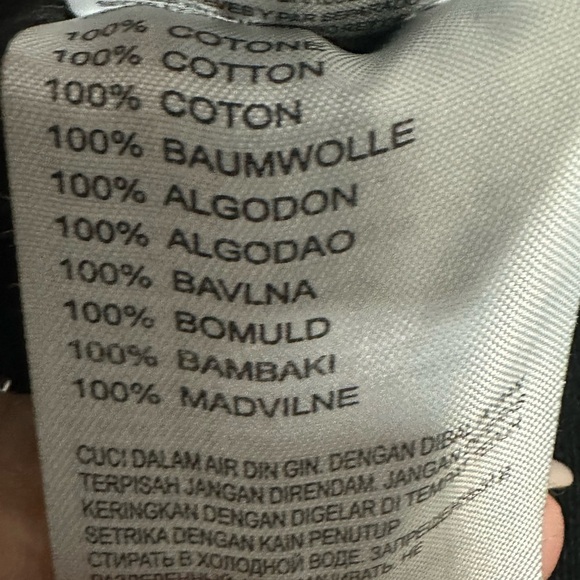 100% COTONE
100% COTTON
100% COTON
100% BAUMWOLLE
100% ALGODON
100% ALGODAO
100% BAVLNA
100% BOMULD
100% BAMBAKI
100% MADVILNE
CUCI DALAM AIR DIN GIN. DENGAN
TERPISAH JANGAN DIRENDAM. JANGAN
KERINGKAN DENGAN DIGELAR DI
SETRIKA DENGAN KAIN PENUTUP
СТИРАТЬ В ХОЛОДНОЙ ВОДЕ.
НЕ